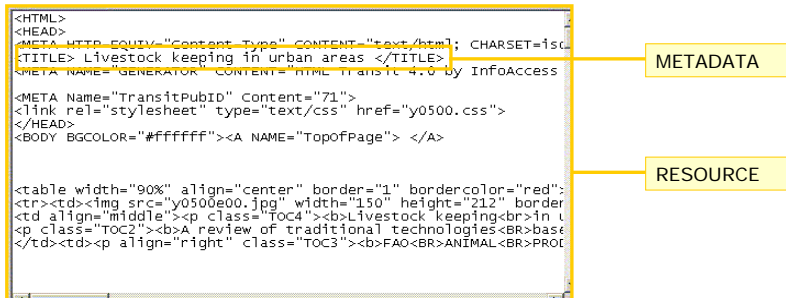 <HTML>
<HEAD>
<META HTTP-EQUIV="Content-Type" CONTENT="text/html; CHARSET=iso
<TITLE> Livestock keeping in urban areas </TITLE>
<META NAME="GENERATOR" CONTENT="HTML Transit 4.0 by InfoAccess
METADATA
<META Name="TransitPubID" Content="71">
<link rel="stylesheet" type="text/css" href="y0500.css">
</HEAD>
<BODY BGCOLOR="#ffffff"><A NAME="TopOfPage"> </A>
RESOURCE
<table width="90%" align="center" border="1" bordercolor="red">
<tr><td><img src="y0500e00.jpg" width="150" height="212" border
<td align="middle"><p class="TOC4"><b>Livestock keeping<br>in u
<p class="TOC2"><b>A review of traditional technologies<BR>base
</td><td><p align="right" class="TOC3"><b>FAO<BR>ANIMAL<BR>PROD